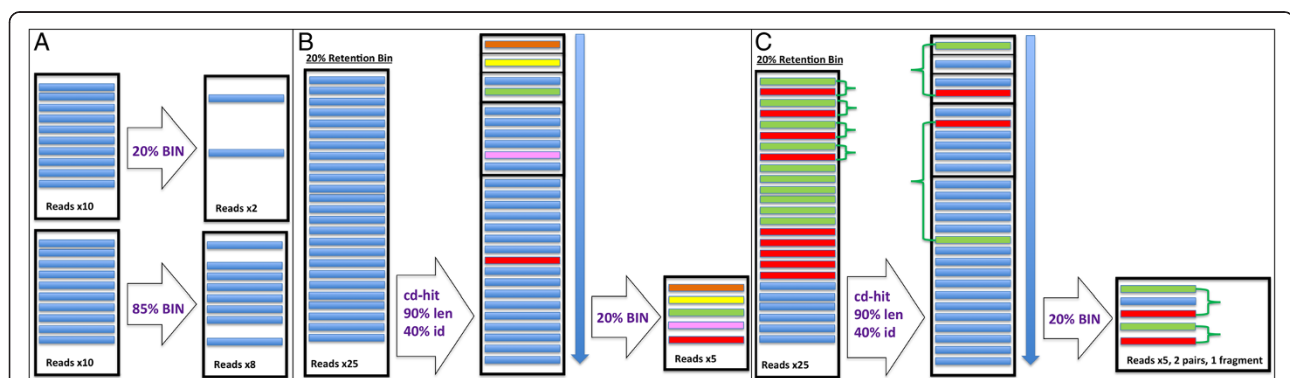 A
Reads x10
20% BIN
Reads x2
Reads x10
85% BIN
Reads x8
B
20% Retention Bin
Reads x25
cd-hit
90% len
40% id
20% BIN
Reads x5
C
20% Retention Bin
Reads x25
cd-hit
90% len
40% id
20% BIN
Reads x5, 2 pairs, 1 fragment